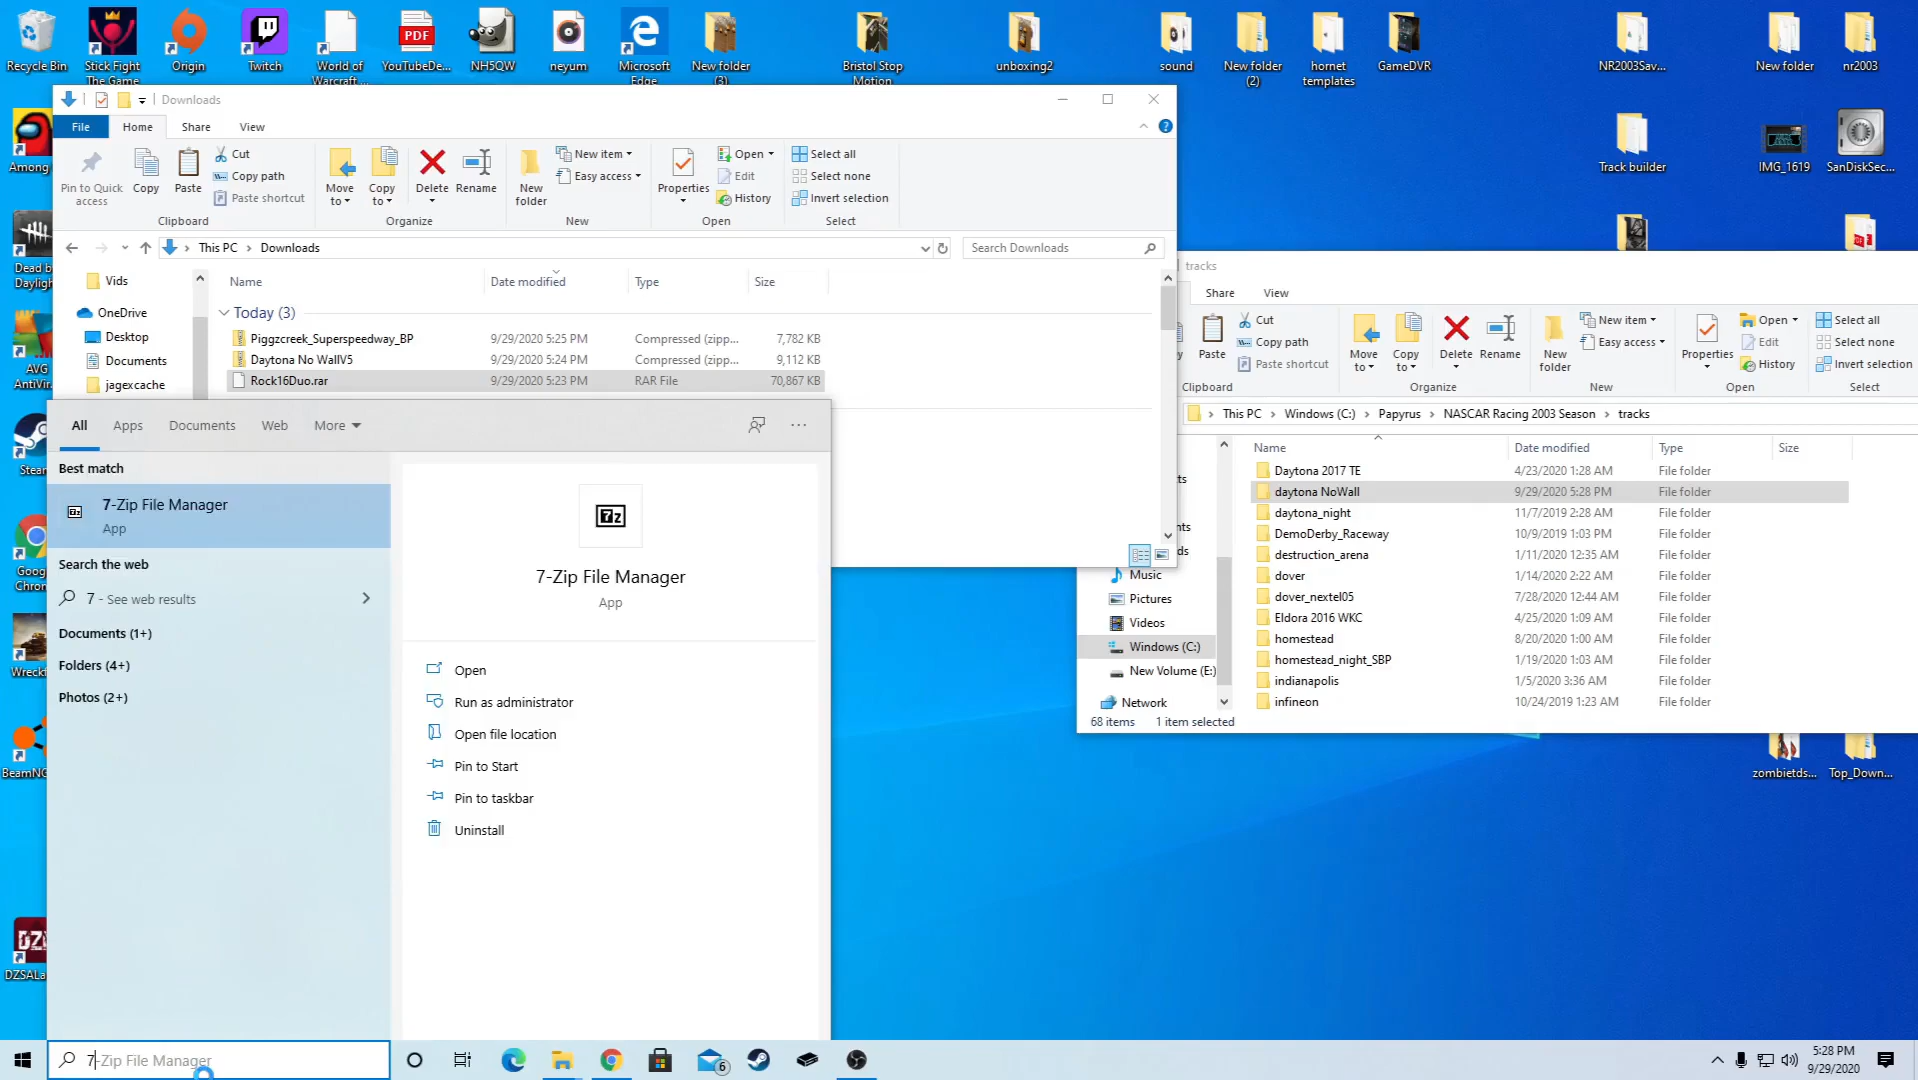 Recycle Bin
Stick Fight The Game
Origin
Twitch
World of Warcraft...
PDF
YouTubeDe...
NH5QW
neyum
Microsoft Edge
New folder (3)
Bristol Stop Motion
unboxing2
sound
New folder (2)
hornet templates
GameDVR
NR2003Sav...
New folder
nr2003
Among
Track builder
IMG_1619
SanDiskSec...
Downloads
File
Home
Share
View
Pin to Quick access
Copy
Paste
Cut
Copy path
Paste shortcut
Clipboard
Move to
Copy to
Delete
Rename
Organize
New folder
New item
Easy access
New
Properties
Open
Edit
History
Open
Select all
Select none
Invert selection
Select
This PC
Downloads
Search Downloads
Vids
OneDrive
Desktop
Documents
jagexcache
Name
Date modified
Type
Size
Today (3)
Piggzcreek_Superspeedway_BP 9/29/2020 5:25 PM Compressed (zipp... 7,782 KB
Daytona No WallV5 9/29/2020 5:24 PM Compressed (zipp... 9,112 KB
Rock16Duo.rar 9/29/2020 5:23 PM RAR File 70,867 KB
Dead by Dayligh
AVG AntiVir
Steam
Goog Chron
Wreckf
BeamNG
DZSALa
All
Apps
Documents
Web
More
Best match
7-Zip File Manager
App
Search the web
7 - See web results
Documents (1+)
Folders (4+)
Photos (2+)
7z
7-Zip File Manager
App
Open
Run as administrator
Open file location
Pin to Start
Pin to taskbar
Uninstall
tracks
Share
View
Paste
Cut
Copy path
Paste shortcut
Clipboard
Move to
Copy to
Delete
Rename
Organize
New folder
New item
Easy access
New
Properties
Open
Edit
History
Open
Select all
Select none
Invert selection
Select
This PC
Windows (C:)
Papyrus
NASCAR Racing 2003 Season
tracks
Name
Date modified
Type
Size
Daytona 2017 TE 4/23/2020 1:28 AM File folder
daytona NoWall 9/29/2020 5:28 PM File folder
daytona_night 11/7/2019 2:28 AM File folder
DemoDerby_Raceway 10/9/2019 1:03 PM File folder
destruction_arena 1/11/2020 12:35 AM File folder
dover 1/14/2020 2:22 AM File folder
dover_nextel05 7/28/2020 12:44 AM File folder
Eldora 2016 WKC 4/25/2020 1:09 AM File folder
homestead 8/20/2020 1:00 AM File folder
homestead_night_SBP 1/19/2020 1:03 AM File folder
indianapolis 1/5/2020 3:36 AM File folder
infineon 10/24/2019 1:23 AM File folder
Music
Pictures
Videos
Windows (C:)
New Volume (E:)
Network
68 items
1 item selected
zombietds...
Top_Down...
7-Zip File Manager
6
5:28 PM
9/29/2020